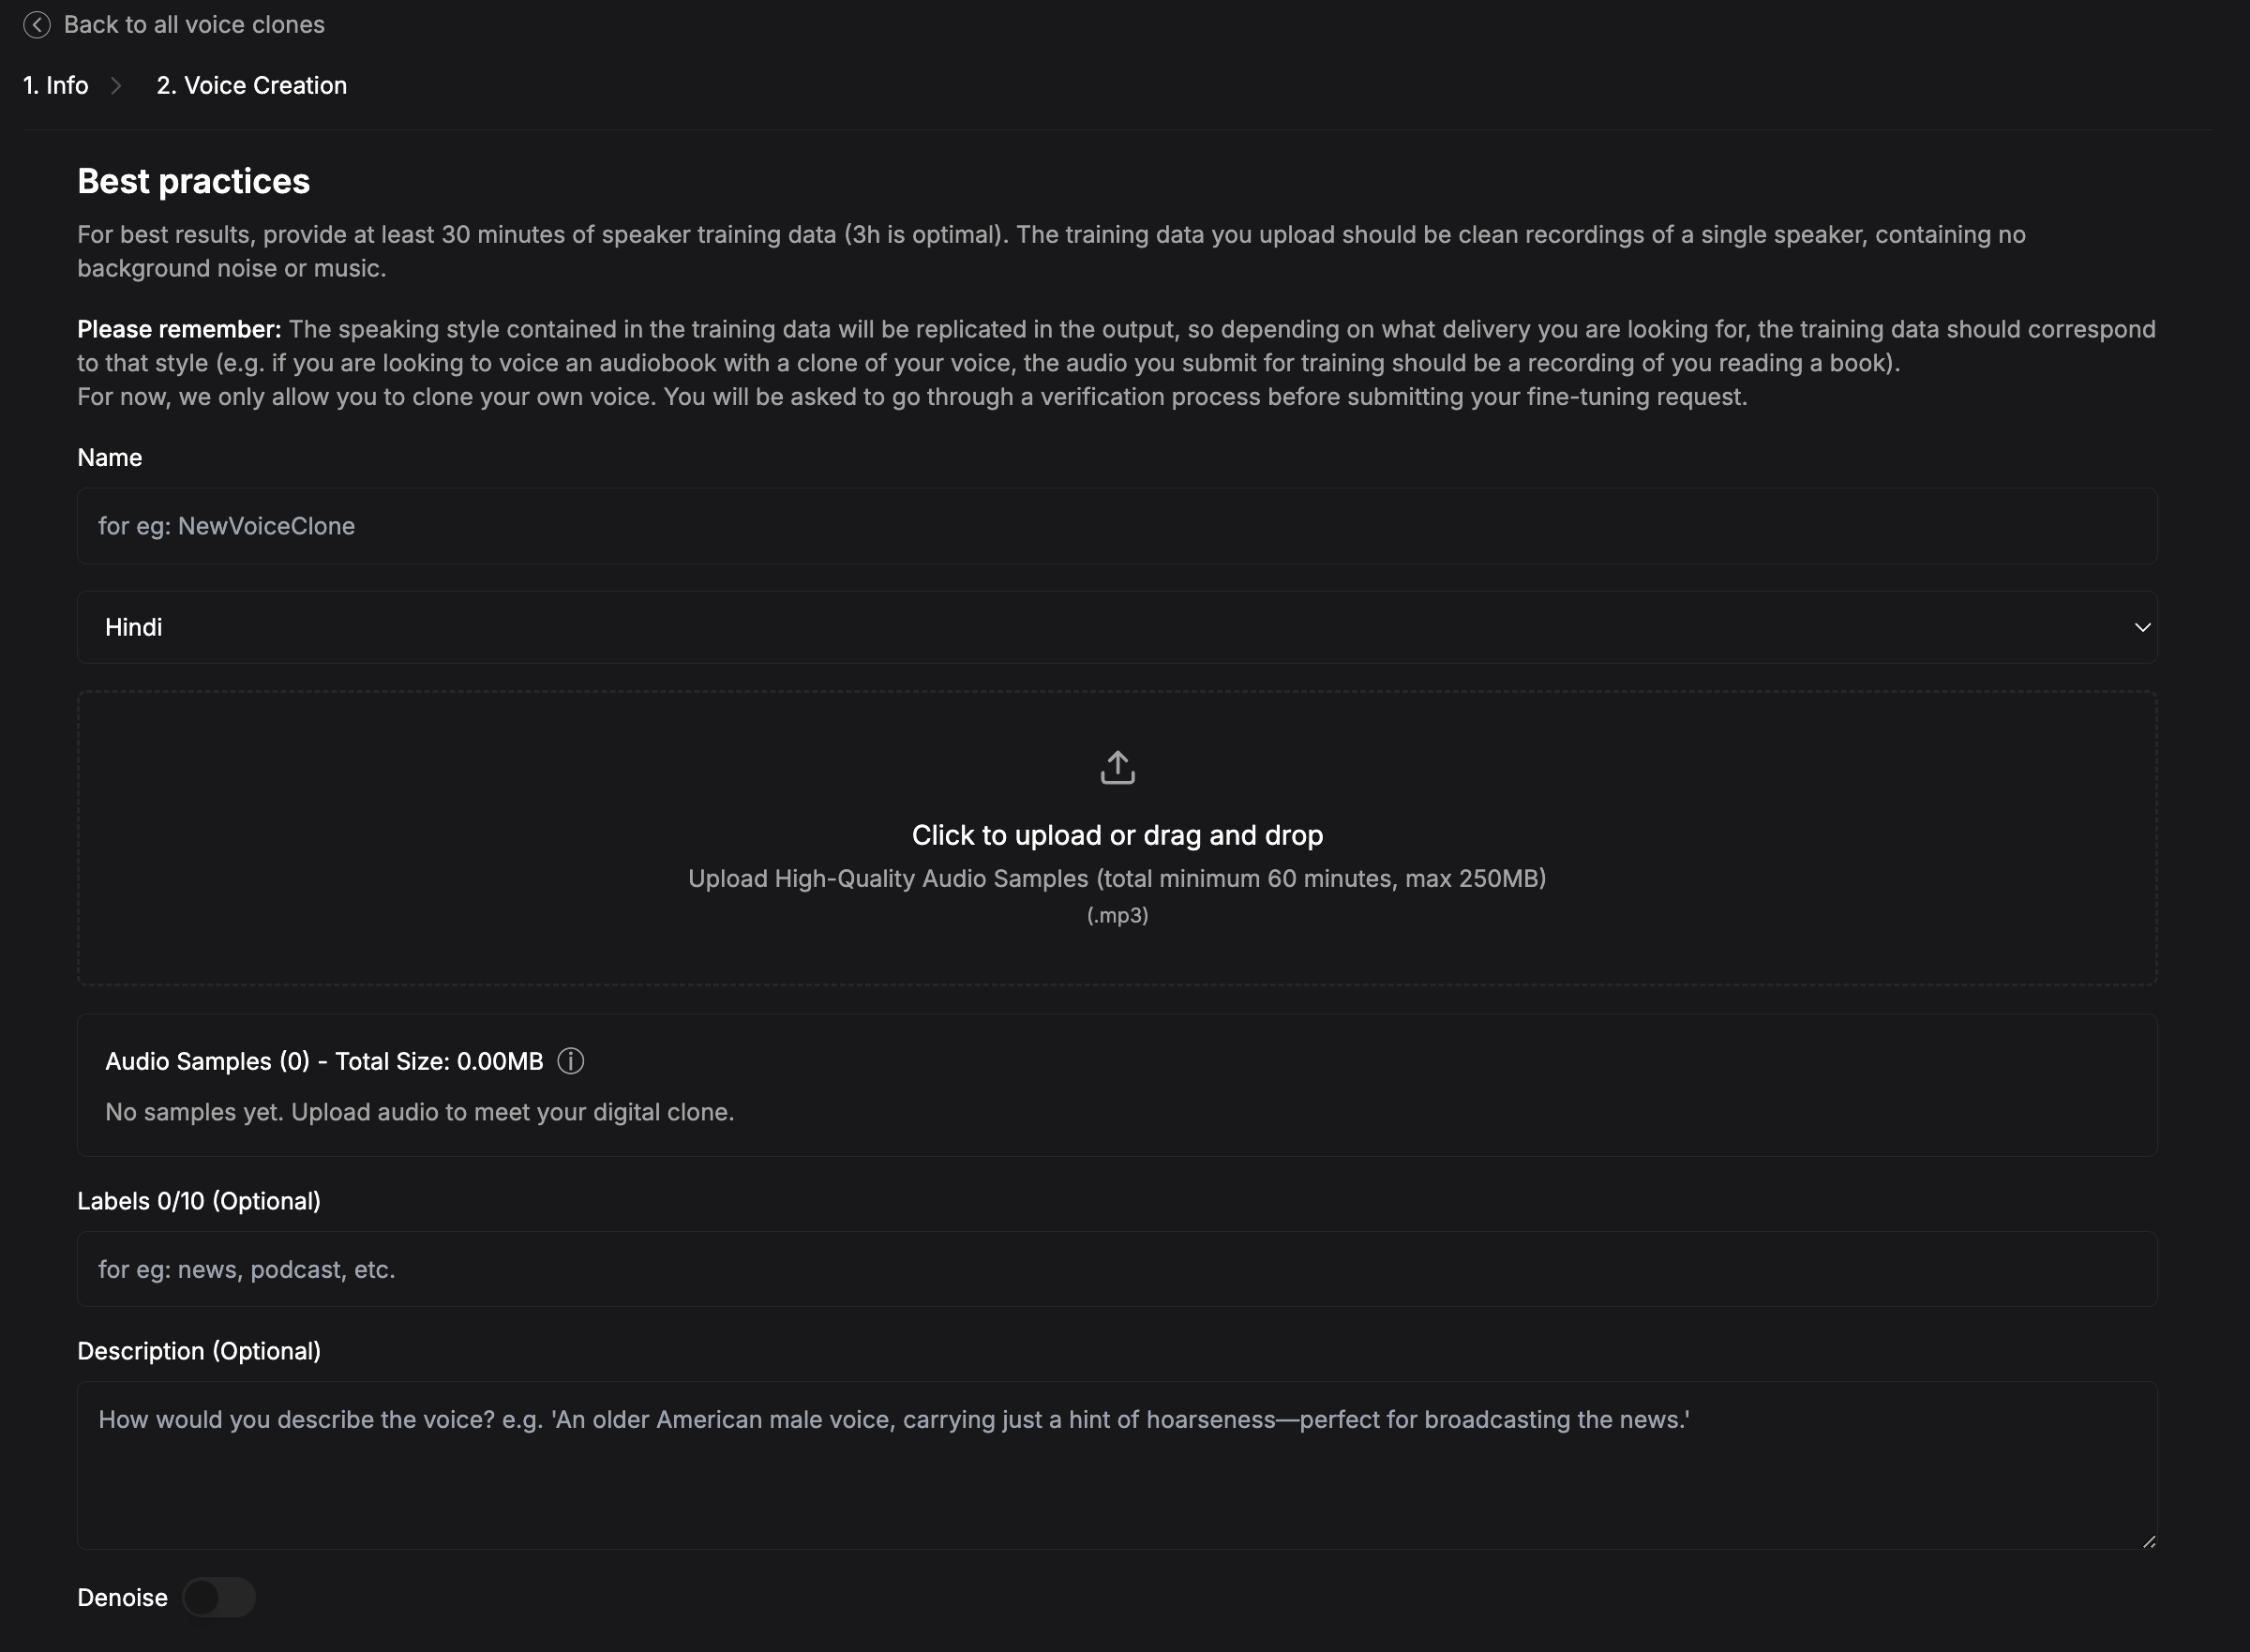 Back to all voice clones
1. Info
2. Voice Creation
Best practices
For best results, provide at least 30 minutes of speaker training data (3h is optimal). The training data you upload should be clean recordings of a single speaker, containing no
background noise or music.
Please remember: The speaking style contained in the training data will be replicated in the output, so depending on what delivery you are looking for, the training data should correspond
to that style (e.g. if you are looking to voice an audiobook with a clone of your voice, the audio you submit for training should be a recording of you reading a book).
For now, we only allow you to clone your own voice. You will be asked to go through a verification process before submitting your fine-tuning request.
Name
for eg: NewVoiceClone
Hindi
Click to upload or drag and drop
Upload High-Quality Audio Samples (total minimum 60 minutes, max 250MB)
(.mp3)
Audio Samples (0) - Total Size: 0.00MB
No samples yet. Upload audio to meet your digital clone.
Labels 0/10 (Optional)
for eg: news, podcast, etc.
Description (Optional)
How would you describe the voice? e.g. 'An older American male voice, carrying just a hint of hoarseness—perfect for broadcasting the news.'
Denoise